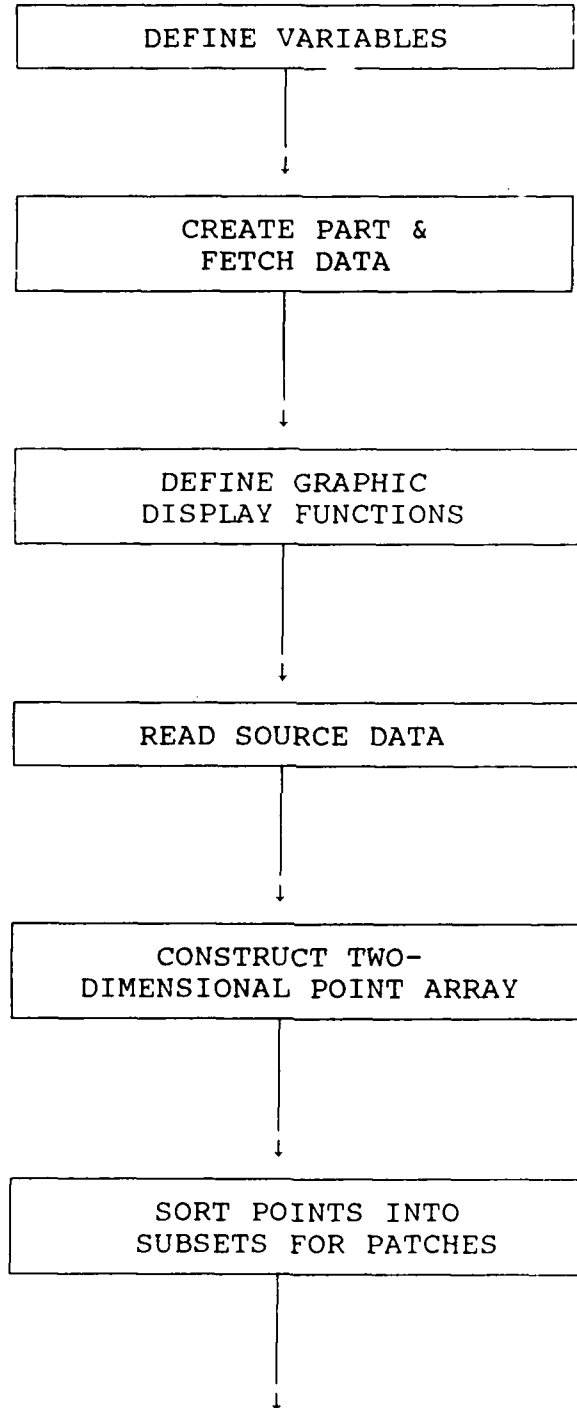 DEFINE VARIABLES
CREATE PART &
FETCH DATA
DEFINE GRAPHIC
DISPLAY FUNCTIONS
READ SOURCE DATA
CONSTRUCT TWO-
DIMENSIONAL POINT ARRAY
SORT POINTS INTO
SUBSETS FOR PATCHES